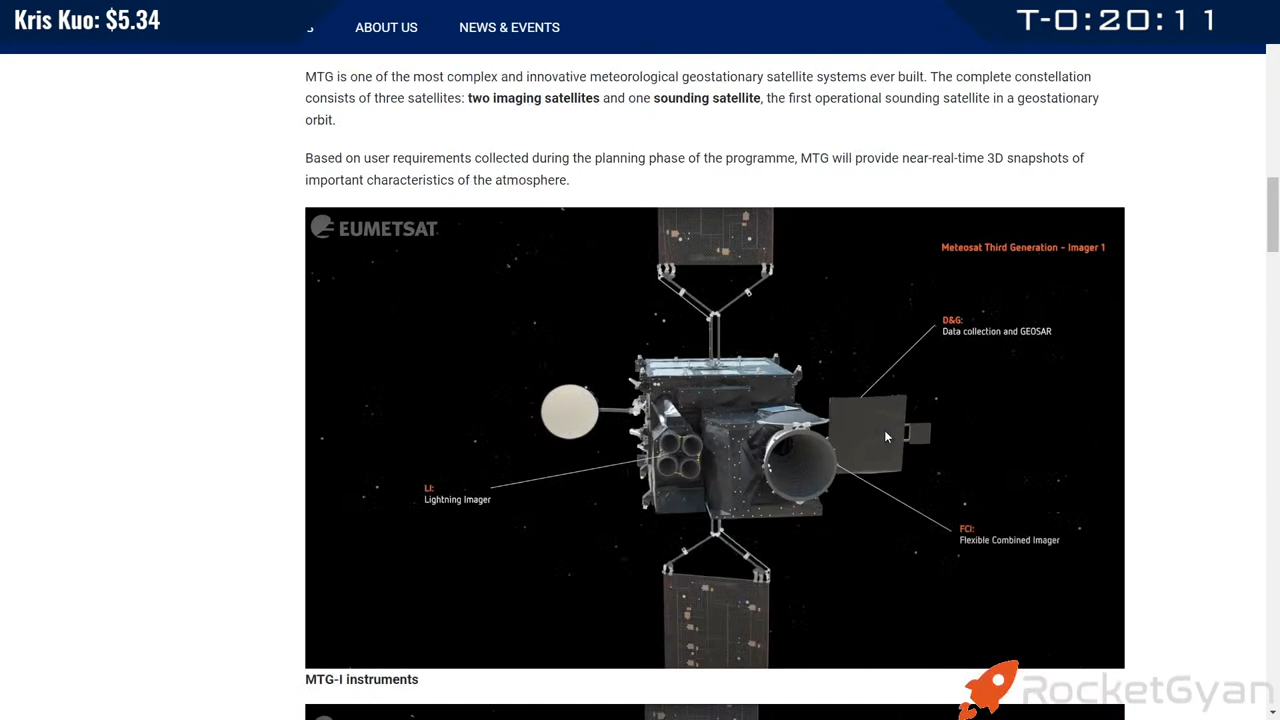 Kris Kuo: $5.34
T-0:20:11
ABOUT US
NEWS & EVENTS
MTG is one of the most complex and innovative meteorological geostationary satellite systems ever built. The complete constellation
consists of three satellites: two imaging satellites and one sounding satellite, the first operational sounding satellite in a geostationary
orbit.
Based on user requirements collected during the planning phase of the programme, MTG will provide near-real-time 3D snapshots of
important characteristics of the atmosphere.
EUMETSAT
Meteosat Third Generation - Imager 1
D&G:
Data collection and GEOSAR
LI:
Lightning Imager
FCI:
Flexible Combined Imager
MTG-I instruments
RocketGyan